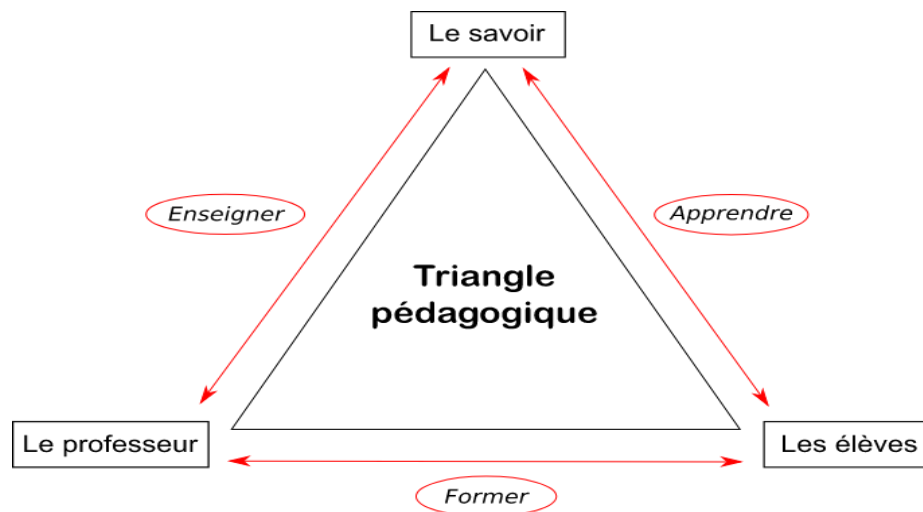 Le savoir
Enseigner
Apprendre
Triangle
pédagogique
Le professeur
Les élèves
Former